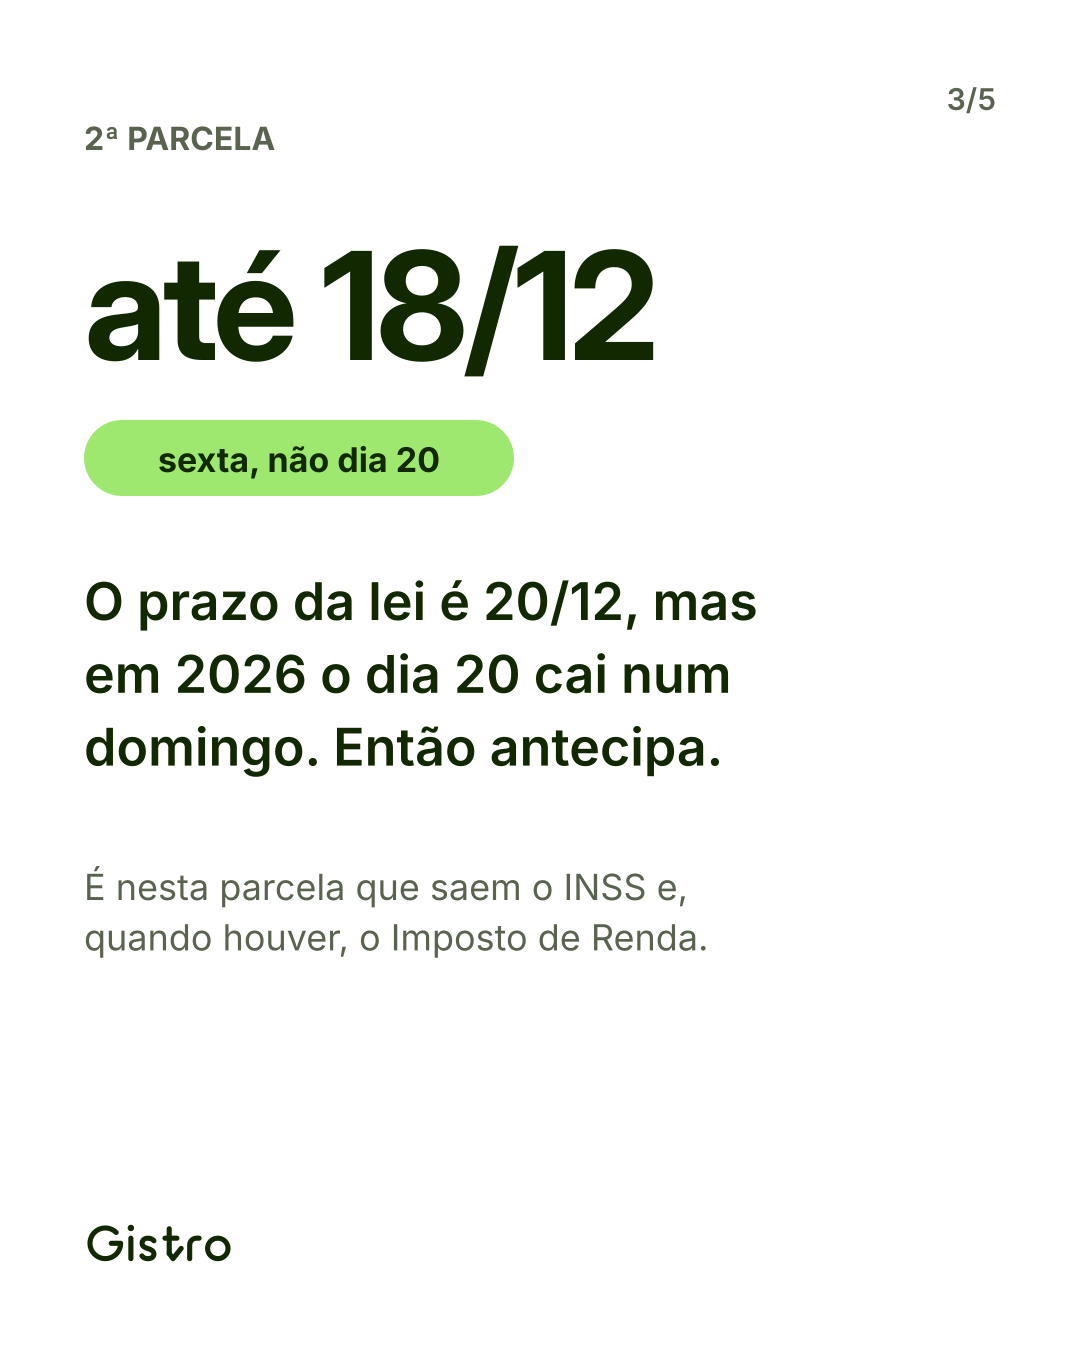 3/5
2ª PARCELA
até 18/12
sexta, não dia 20
O prazo da lei é 20/12, mas
em 2026 o dia 20 cai num
domingo. Então antecipa.
É nesta parcela que saem o INSS e,
quando houver, o Imposto de Renda.
Gistro